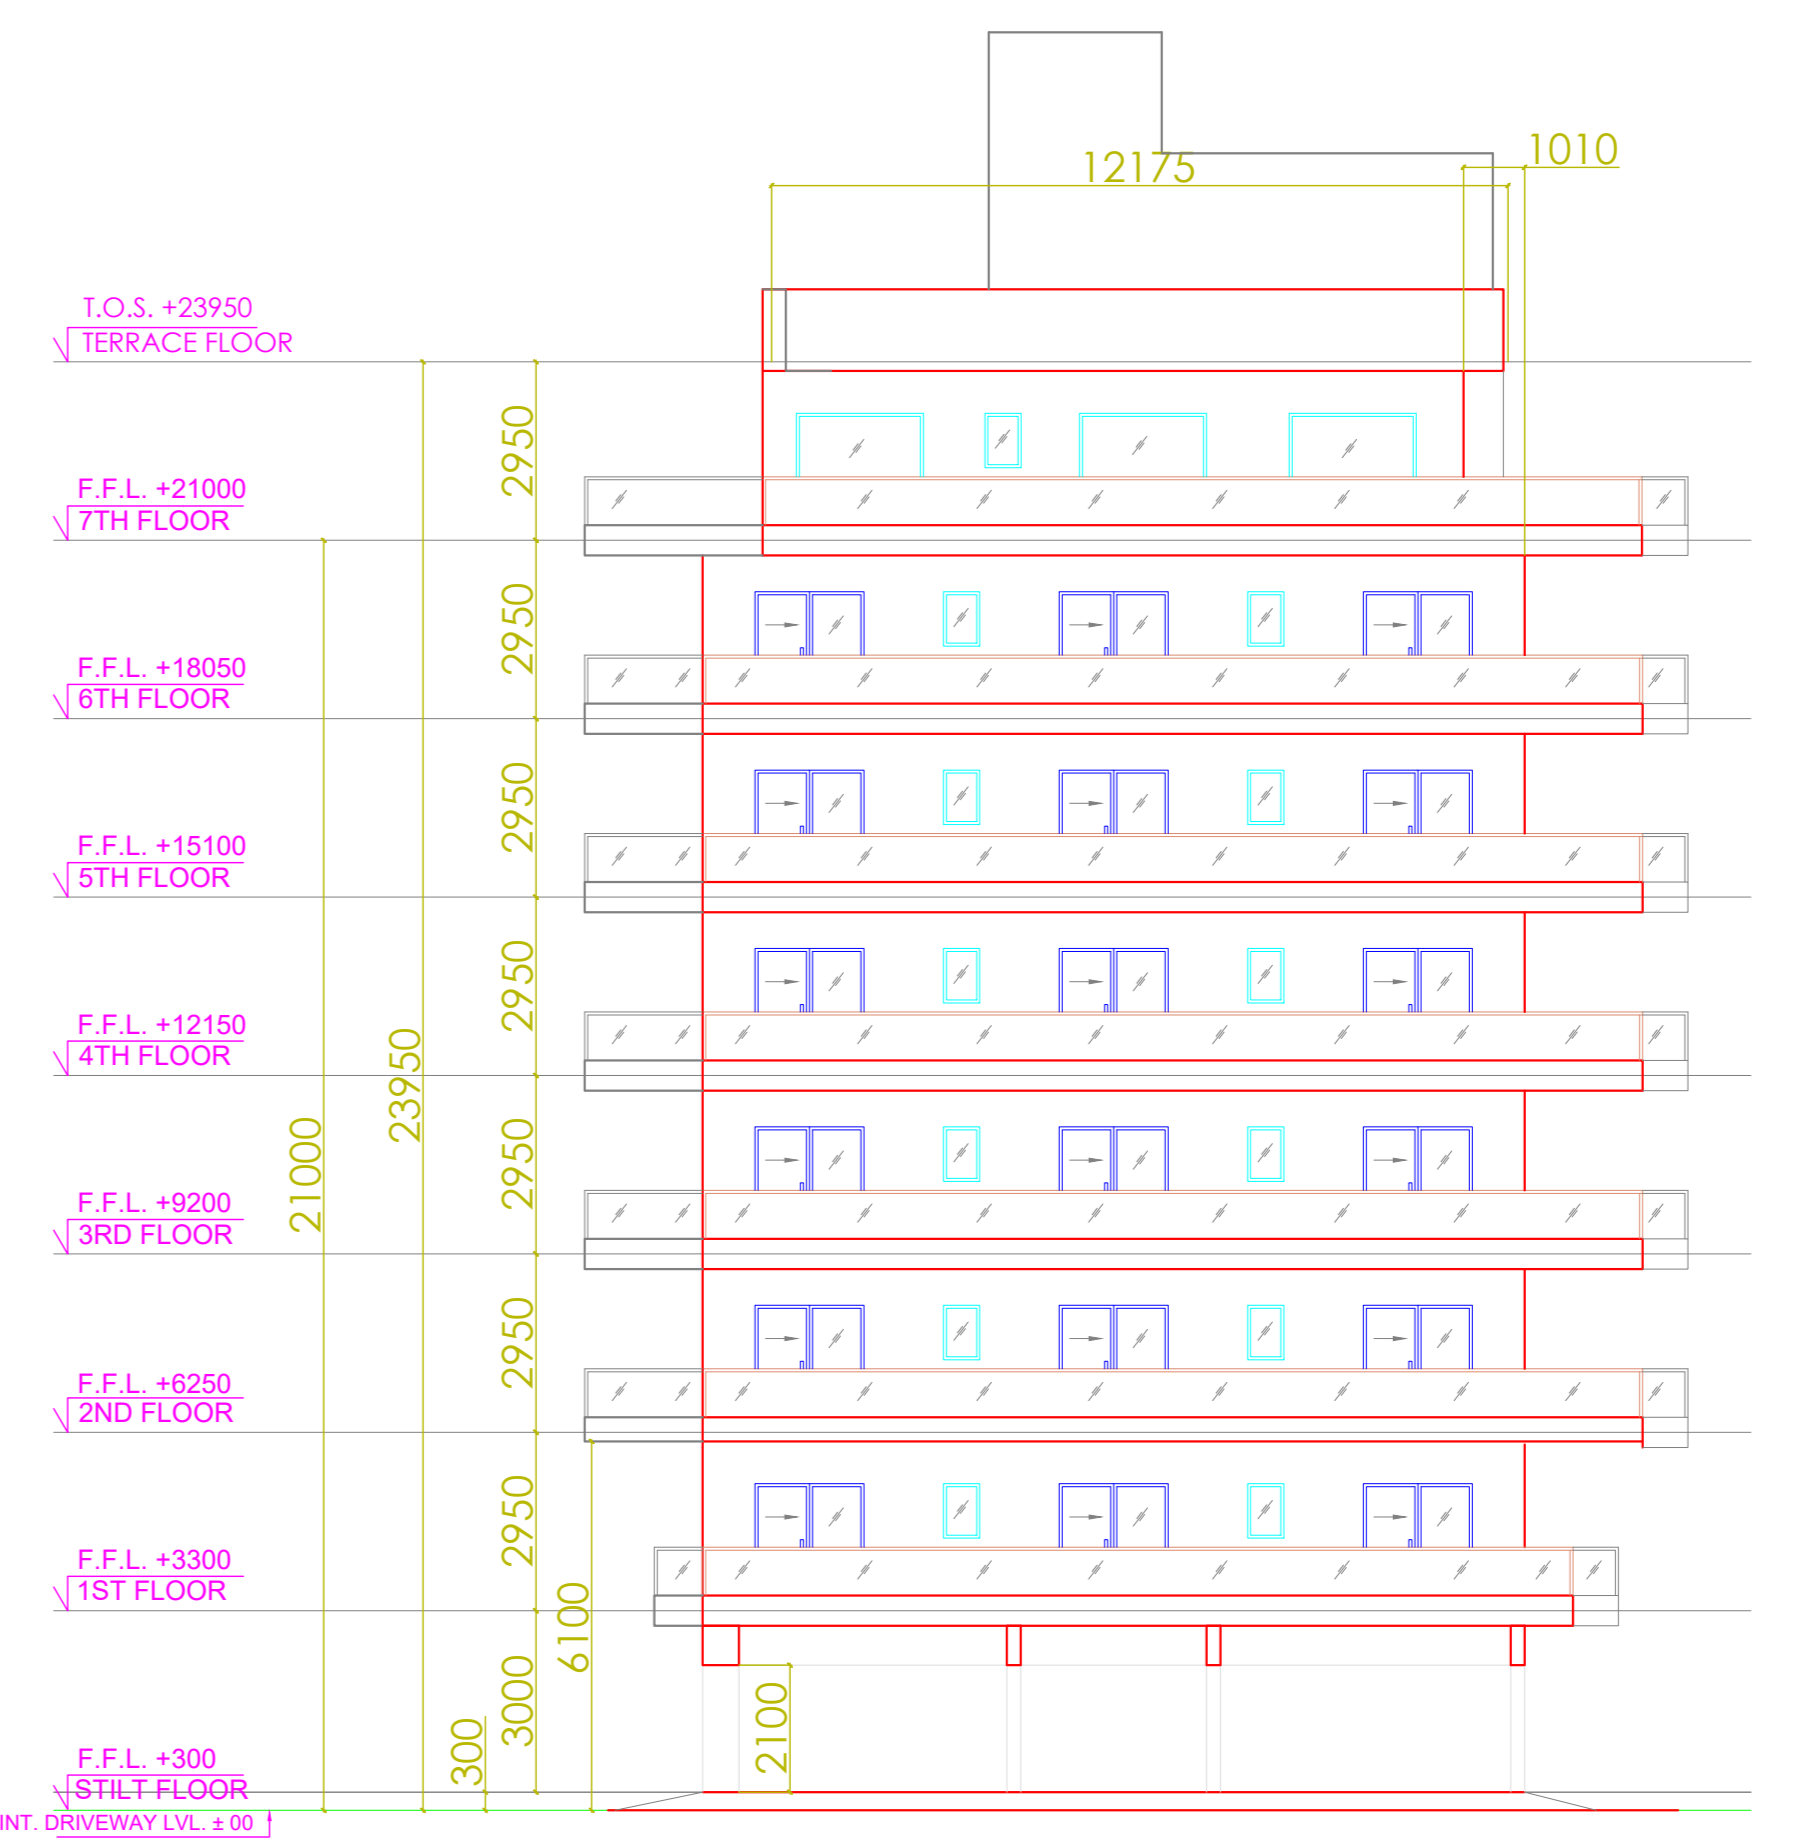 1010
12175
T.O.S. +23950
TERRACE FLOOR
2950
F.F.L. +21000
7TH FLOOR
2950
F.F.L. +18050
6TH FLOOR
2950
F.F.L. +15100
5TH FLOOR
2950
F.F.L. +12150
4TH FLOOR
23950
21000
2950
F.F.L. +9200
3RD FLOOR
2950
F.F.L. +6250
2ND FLOOR
2950
F.F.L. +3300
1ST FLOOR
6100
3000
2100
300
F.F.L. +300
STILT FLOOR
INT. DRIVEWAY LVL. ± 00